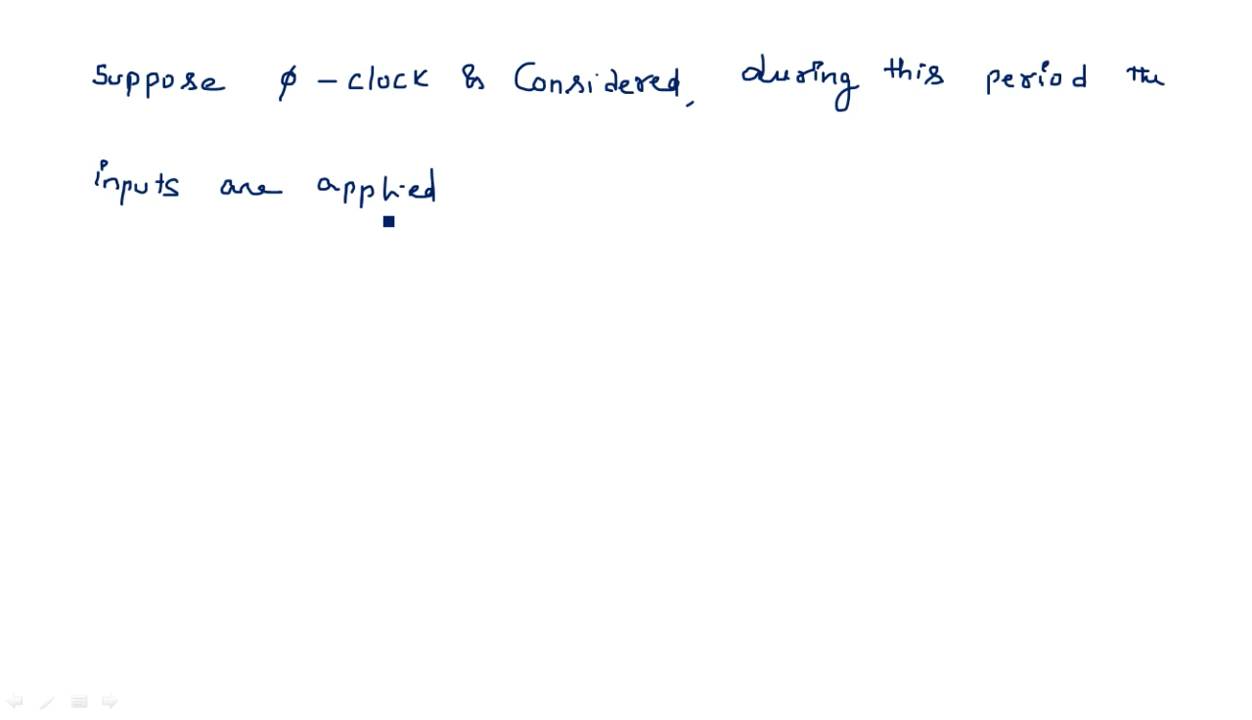 Suppose ϕ - clock is Considered, during this period the
inputs are applied